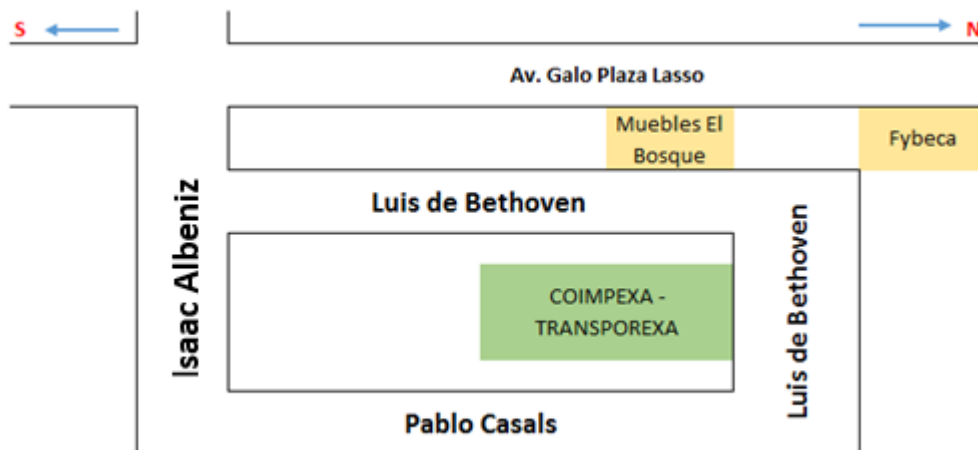 S
N
Av. Galo Plaza Lasso
Muebles El
Bosque
Fybeca
Luis de Bethoven
Isaac Albeniz
COIMPEXA -
TRANSPOREXA
Luis de Bethoven
Pablo Casals